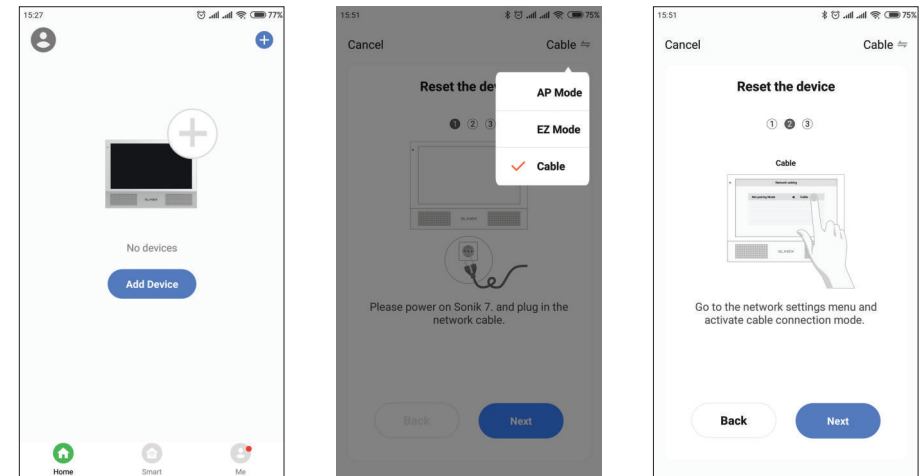 15:27
77%
SLINEX
No devices
Add Device
Home
Smart
Me
15:51
75%
Cancel
Cable
Reset the dev
1 2 3
AP Mode
EZ Mode
Cable
SLINEX
Please power on Sonik 7. and plug in the
network cable.
Back
Next
15:51
75%
Cancel
Cable
Reset the device
1 2 3
Cable
Network setting
Cable
SLINEX
Go to the network settings menu and
activate cable connection mode.
Back
Next